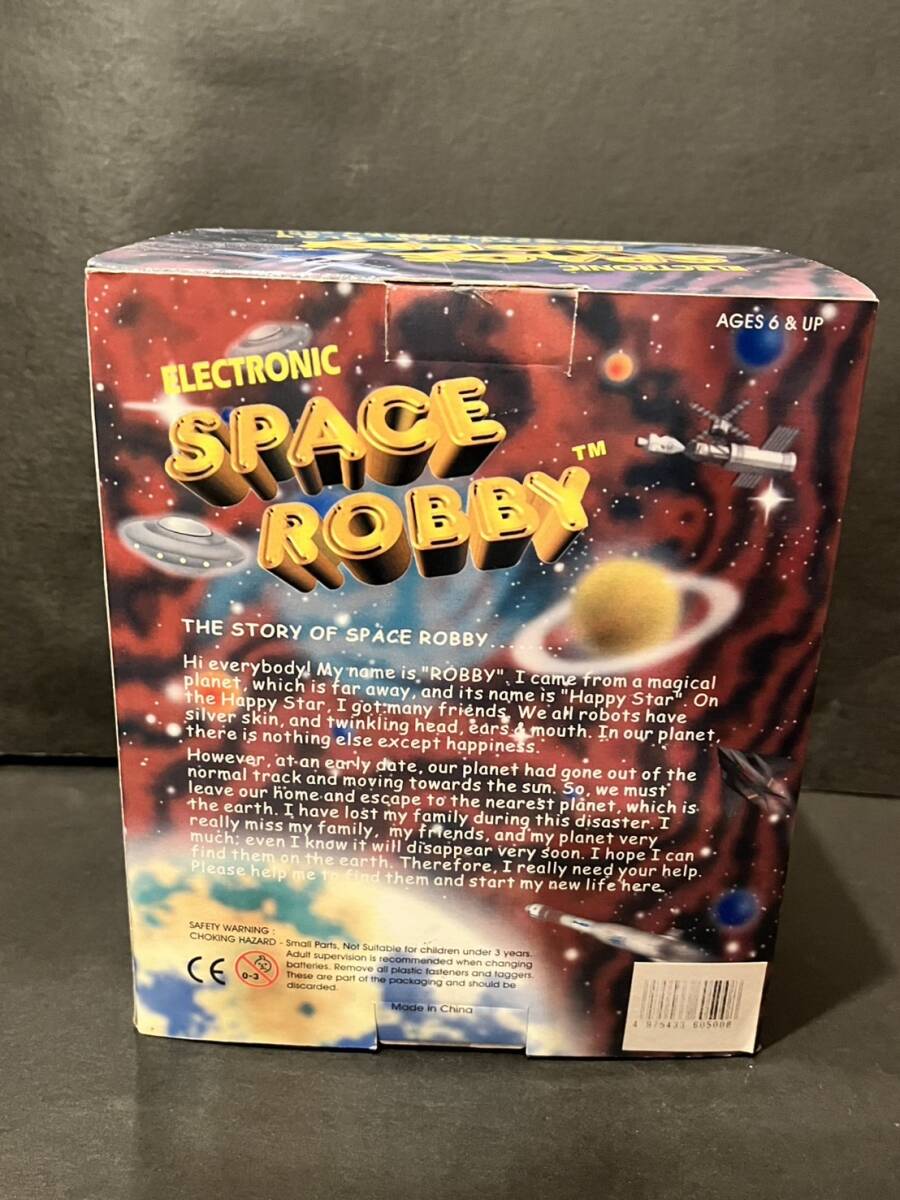 ELECTRONIC
AGES 6 & UP
ELECTRONIC
SPACE
ROBBY™
THE STORY OF SPACE ROBBY.........
Hi everybody! My name is "ROBBY". I came from a magical
planet, which is far away, and its name is "Happy Star". On
the Happy Star, I got many friends. We all robots have
silver skin, and twinkling head, ears & mouth. In our planet,
there is nothing else except happiness.
However, at an early date, our planet had gone out of the
normal track and moving towards the sun. So, we must
leave our home and escape to the nearest planet, which is
the earth. I have lost my family during this disaster. I
really miss my family, my friends, and my planet very
much; even I know it will disappear very soon. I hope I can
find them on the earth. Therefore, I really need your help.
Please help me to find them and start my new life here.
SAFETY WARNING :
CHOKING HAZARD - Small Parts, Not Suitable for children under 3 years.
Adult supervision is recommended when changing
batteries. Remove all plastic fasteners and taggers.
These are part of the packaging and should be
discarded.
CE
0-3
Made in China
4 975433 605008